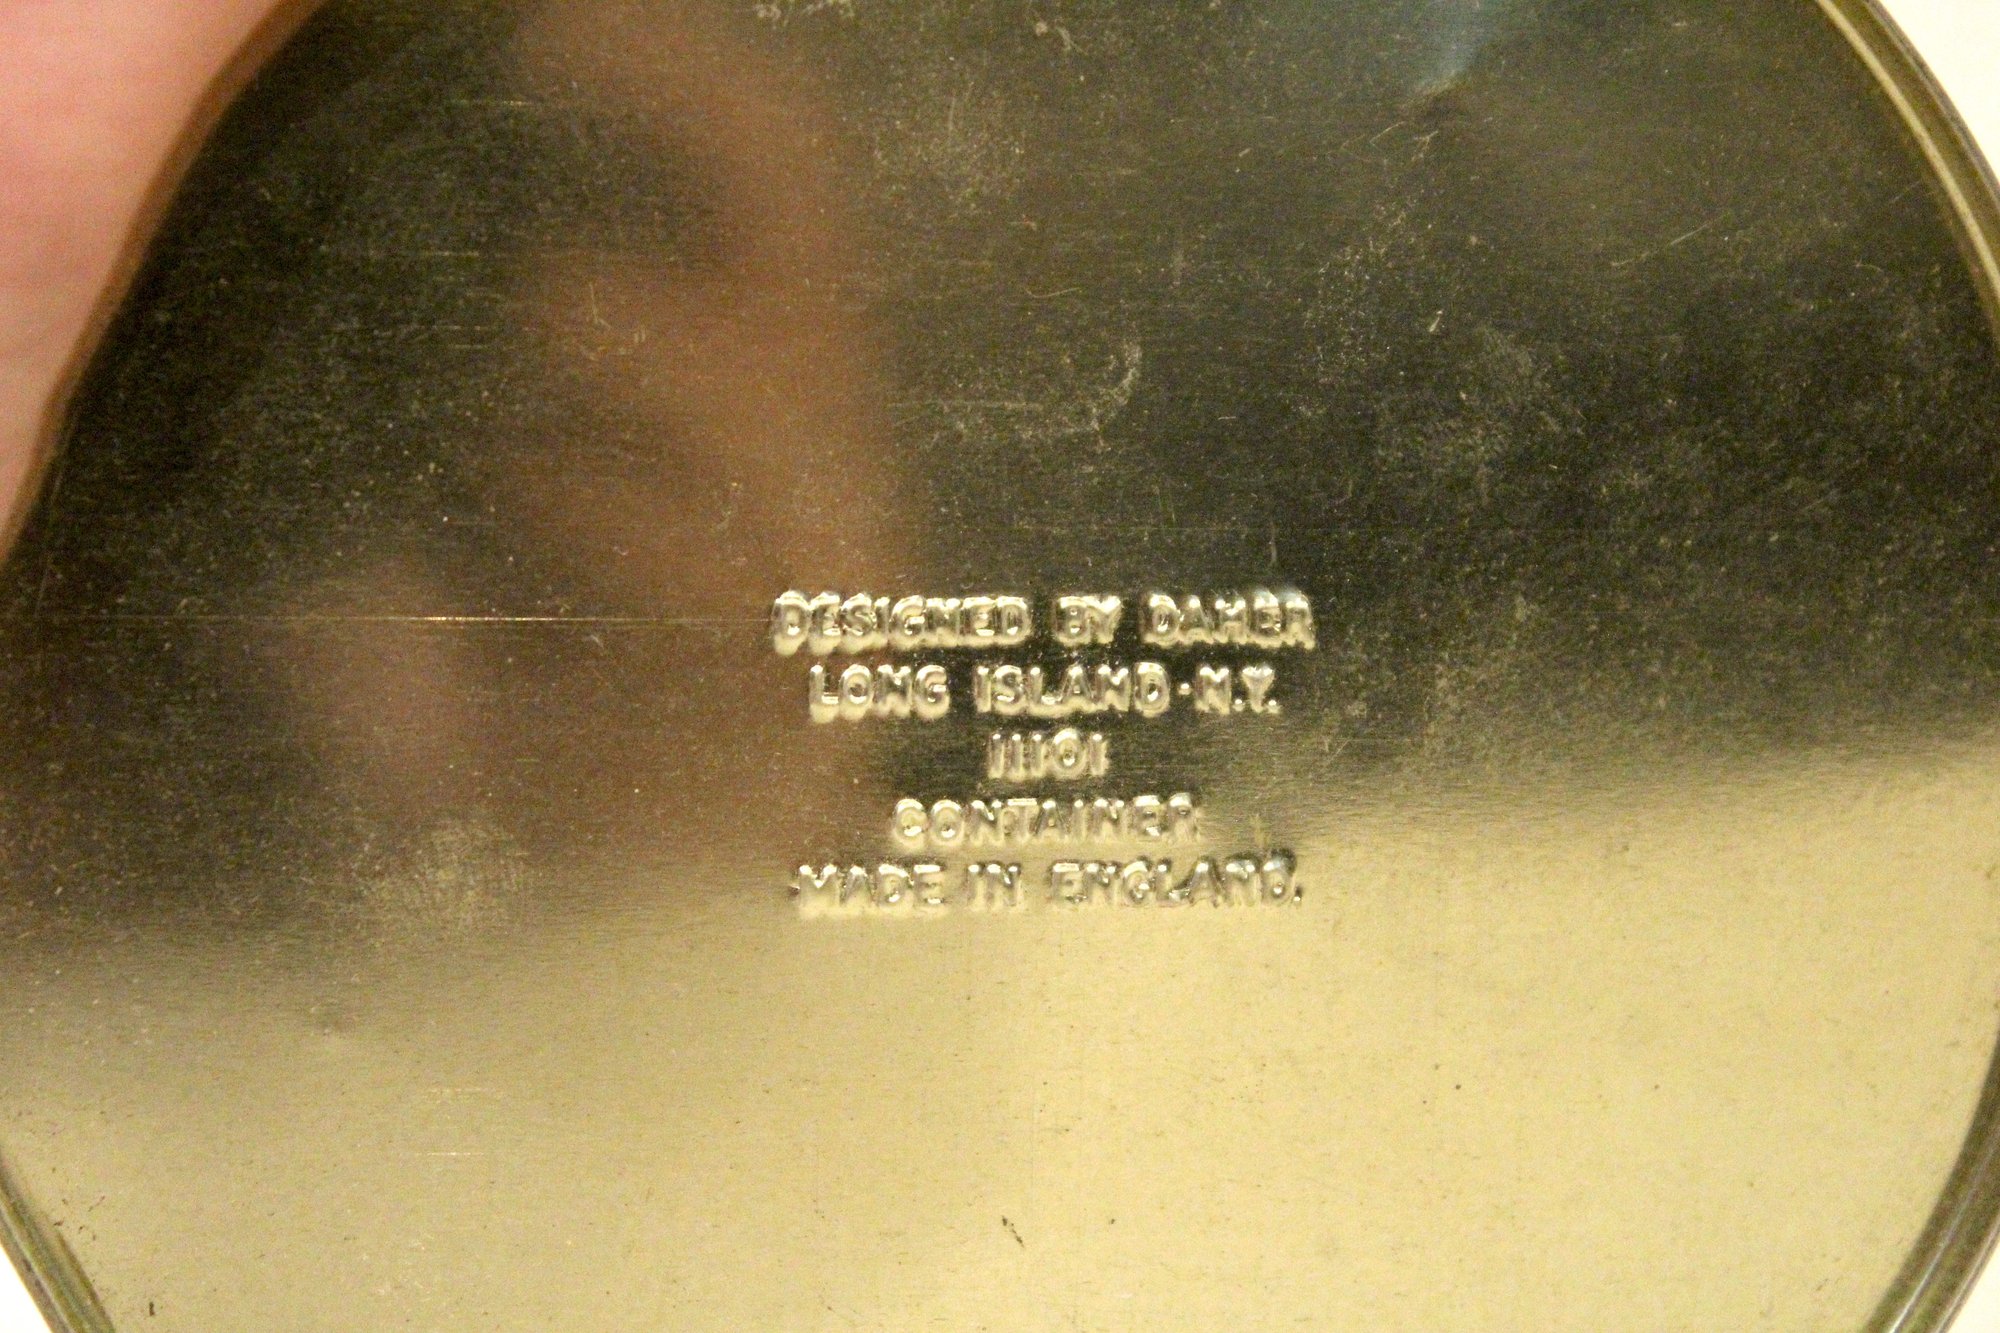 DESIGNED BY DAHER
LONG ISLAND·N.Y.
11101
CONTAINER
MADE IN ENGLAND.